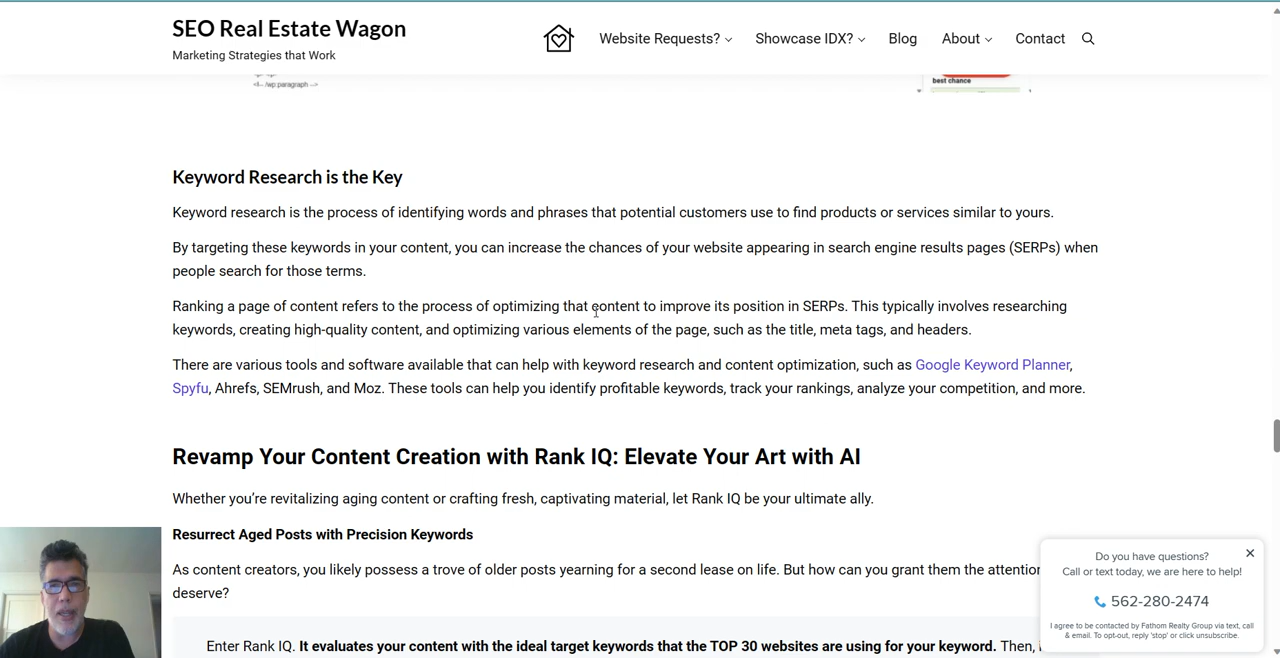 SEO Real Estate Wagon
Marketing Strategies that Work
Website Requests?
Showcase IDX?
Blog
About
Contact
<!-- /wp paragraph -->
best chance
Keyword Research is the Key
Keyword research is the process of identifying words and phrases that potential customers use to find products or services similar to yours.
By targeting these keywords in your content, you can increase the chances of your website appearing in search engine results pages (SERPs) when
people search for those terms.
Ranking a page of content refers to the process of optimizing that content to improve its position in SERPs. This typically involves researching
keywords, creating high-quality content, and optimizing various elements of the page, such as the title, meta tags, and headers.
There are various tools and software available that can help with keyword research and content optimization, such as Google Keyword Planner,
Spyfu, Ahrefs, SEMrush, and Moz. These tools can help you identify profitable keywords, track your rankings, analyze your competition, and more.
Revamp Your Content Creation with Rank IQ: Elevate Your Art with AI
Whether you're revitalizing aging content or crafting fresh, captivating material, let Rank IQ be your ultimate ally.
Resurrect Aged Posts with Precision Keywords
As content creators, you likely possess a trove of older posts yearning for a second lease on life. But how can you grant them the attention
deserve?
Enter Rank IQ. It evaluates your content with the ideal target keywords that the TOP 30 websites are using for your keyword. Then,
Do you have questions?
Call or text today, we are here to help!
562-280-2474
I agree to be contacted by Fathom Realty Group via text, call
& email. To opt-out, reply 'stop' or click unsubscribe.